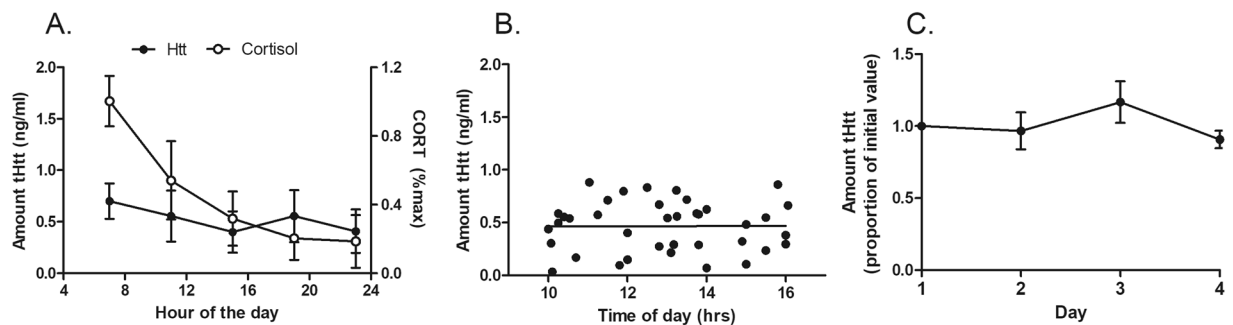 A.
Htt
Cortisol
Amount tHtt (ng/ml)
2.0
1.5
1.0
0.5
0.0
CORT (%max)
1.2
0.8
0.4
0.0
4 8 12 16 20 24
Hour of the day
B.
Amount tHtt (ng/ml)
2.0
1.5
1.0
0.5
0.0
10 12 14 16
Time of day (hrs)
C.
Amount tHtt
(proportion of initial value)
1.5
1.0
0.5
0.0
1 2 3 4
Day